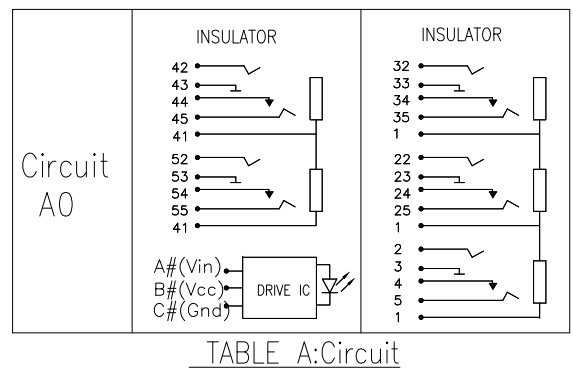 Circuit
A0
INSULATOR
42
43
44
45
41
52
53
54
55
41
A#(Vin)
B#(Vcc)
C#(Gnd)
DRIVE IC
INSULATOR
32
33
34
35
1
22
23
24
25
1
2
3
4
5
1
TABLE A:Circuit